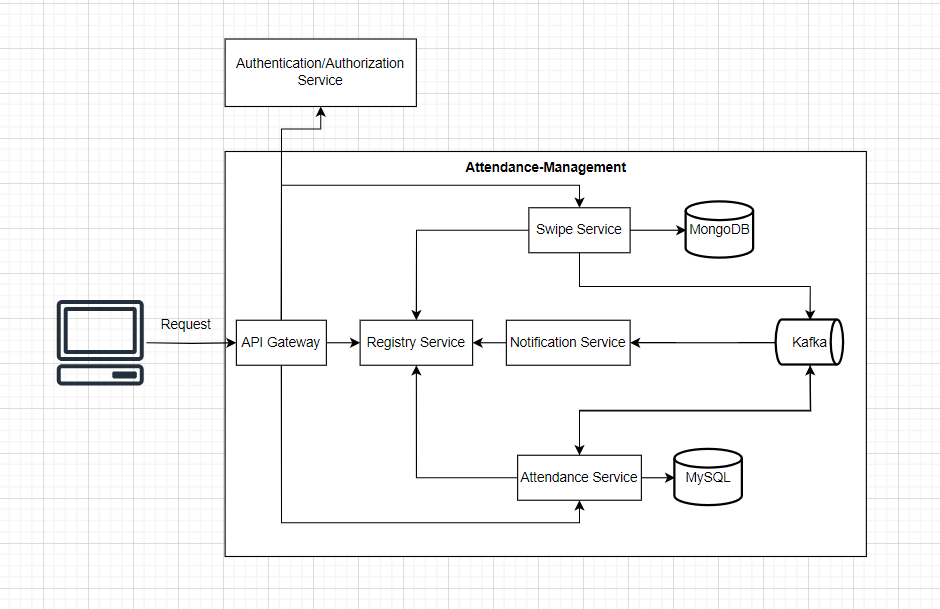 Authentication/Authorization
Service
Attendance-Management
Swipe Service
MongoDB
Request
API Gateway
Registry Service
Notification Service
Kafka
Attendance Service
MySQL